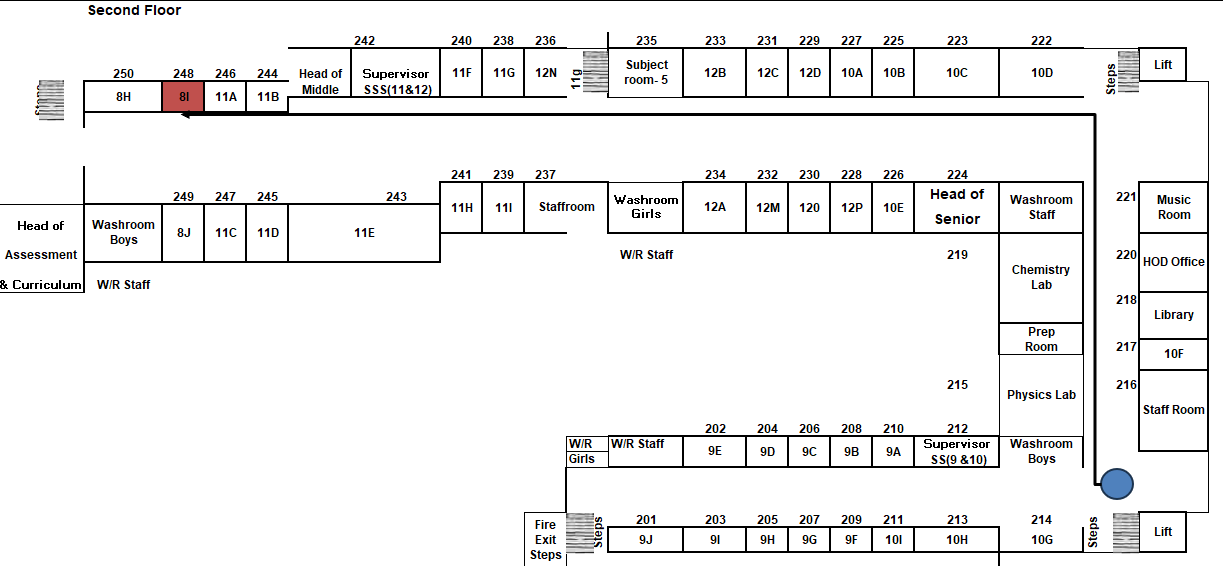 Second Floor
242 240 238 236 235 233 231 229 227 225 223 222
250 248 246 244
Head of
Middle
Supervisor
SSS(11&12)
11F 11G 12N
11g
Subject
room- 5
12B 12C 12D 10A 10B 10C 10D
Steps
Lift
Steps
8H 8I 11A 11B
241 239 237 234 232 230 228 226 224
249 247 245 243
221
Head of
Assessment
& Curriculum
Washroom
Boys
8J 11C 11D 11E
11H 11I Staffroom
Washroom
Girls
12A 12M 120 12P 10E
Head of
Senior
Washroom
Staff
Music
Room
W/R Staff
W/R Staff
219
Chemistry
Lab
220
HOD Office
218
Library
Prep
Room
217
10F
215
Physics Lab
216
Staff Room
202 204 206 208 210 212
W/R
Girls
W/R Staff
9E 9D 9C 9B 9A
Supervisor
SS(9 &10)
Washroom
Boys
201 203 205 207 209 211 213 214
Fire
Exit
Steps
Steps
9J 9I 9H 9G 9F 10I 10H 10G
Steps
Lift